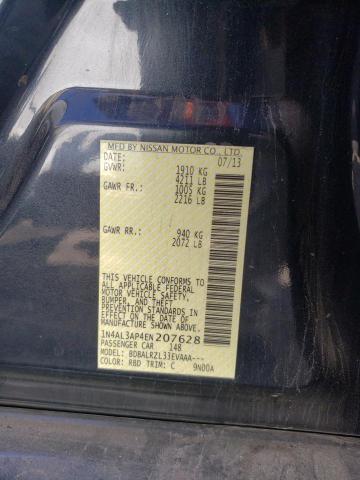 MFD BY NISSAN MOTOR CO., LTD.
DATE: 07/13
GVWR: 1910 KG
4211 LB
GAWR FR: 1005 KG
2216 LB
GAWR RR: 940 KG
2072 LB
THIS VEHICLE CONFORMS TO ALL
APPLICABLE FEDERAL
MOTOR VEHICLE SAFETY,
BUMPER, AND THEFT
PREVENTION STANDARDS
IN EFFECT ON THE DATE OF
MANUFACTURE SHOWN ABOVE.
1N4AL3AP4EN207628
PASSENGER CAR 148
MODEL: BDBALRZL33EVAAA---
COLOR: RBD TRIM: C 9N00A